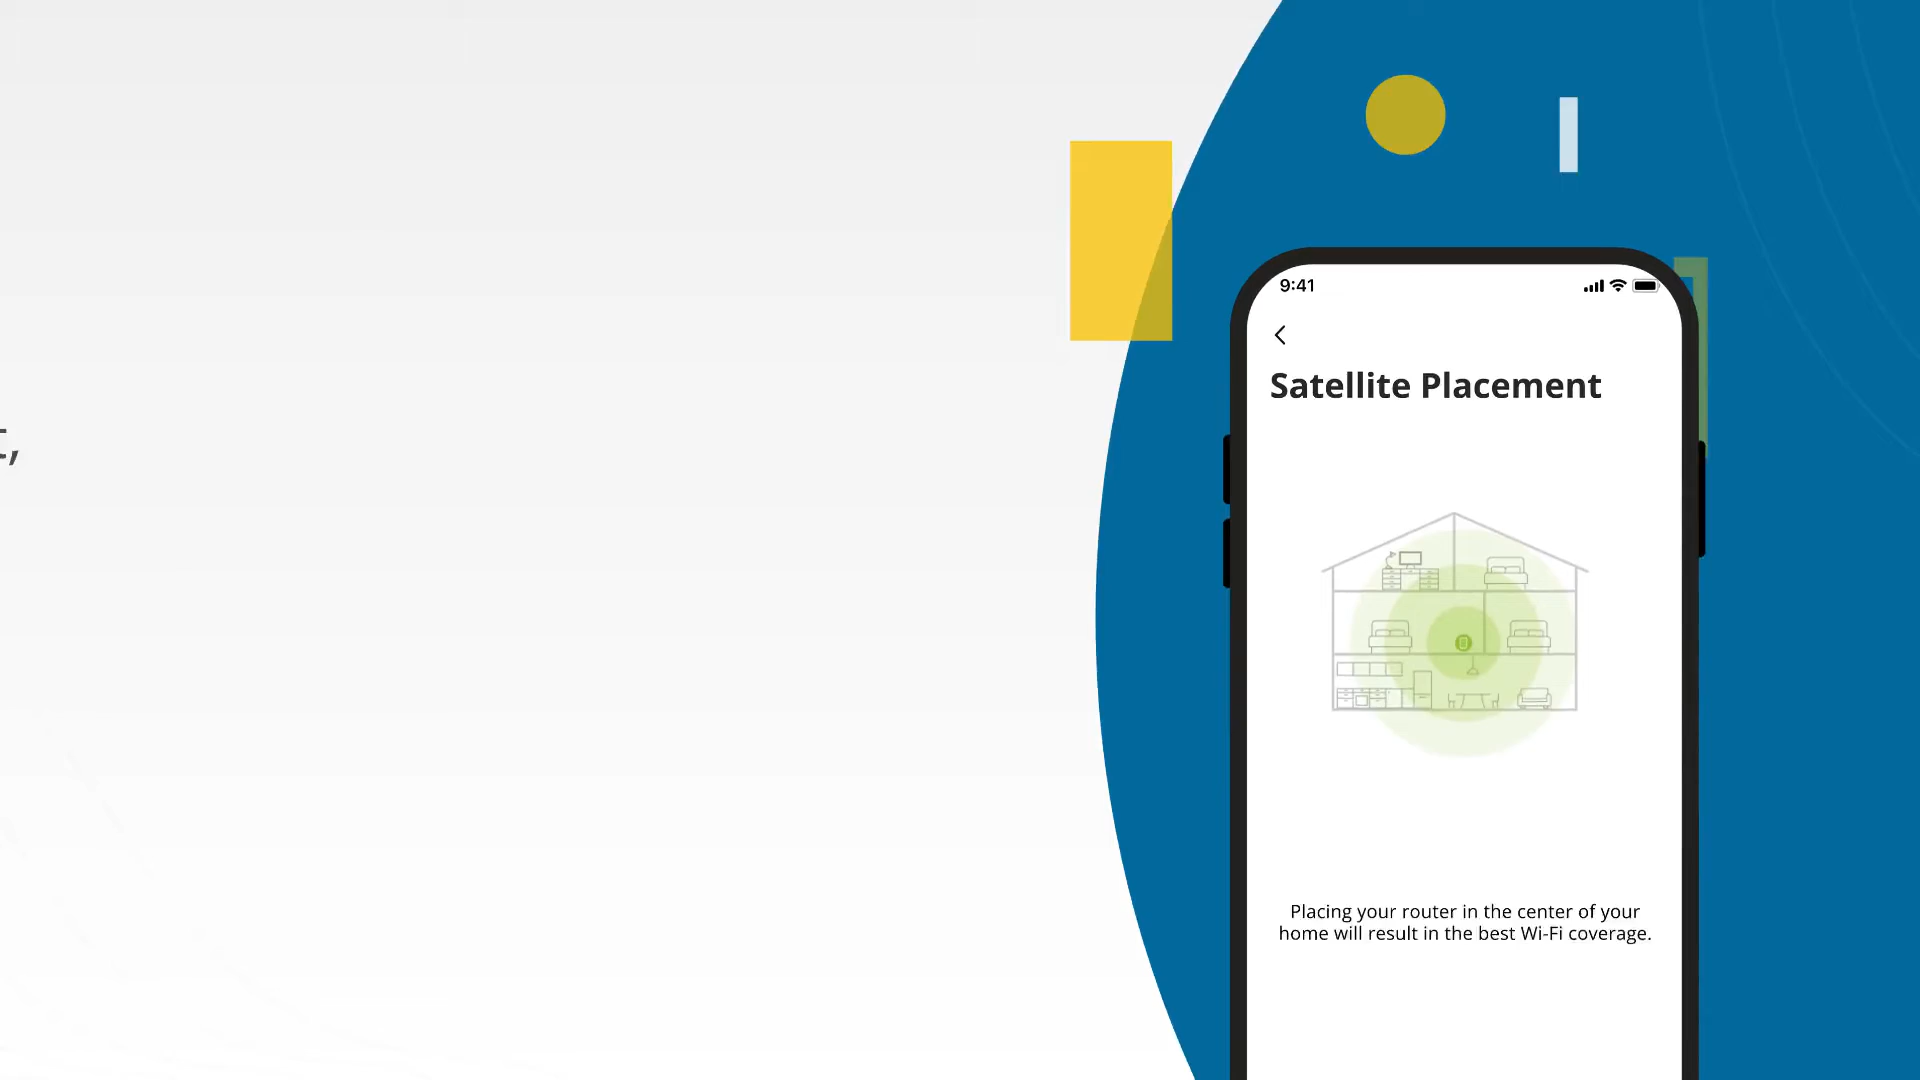 t,
9:41
Satellite Placement
Placing your router in the center of your
home will result in the best Wi-Fi coverage.